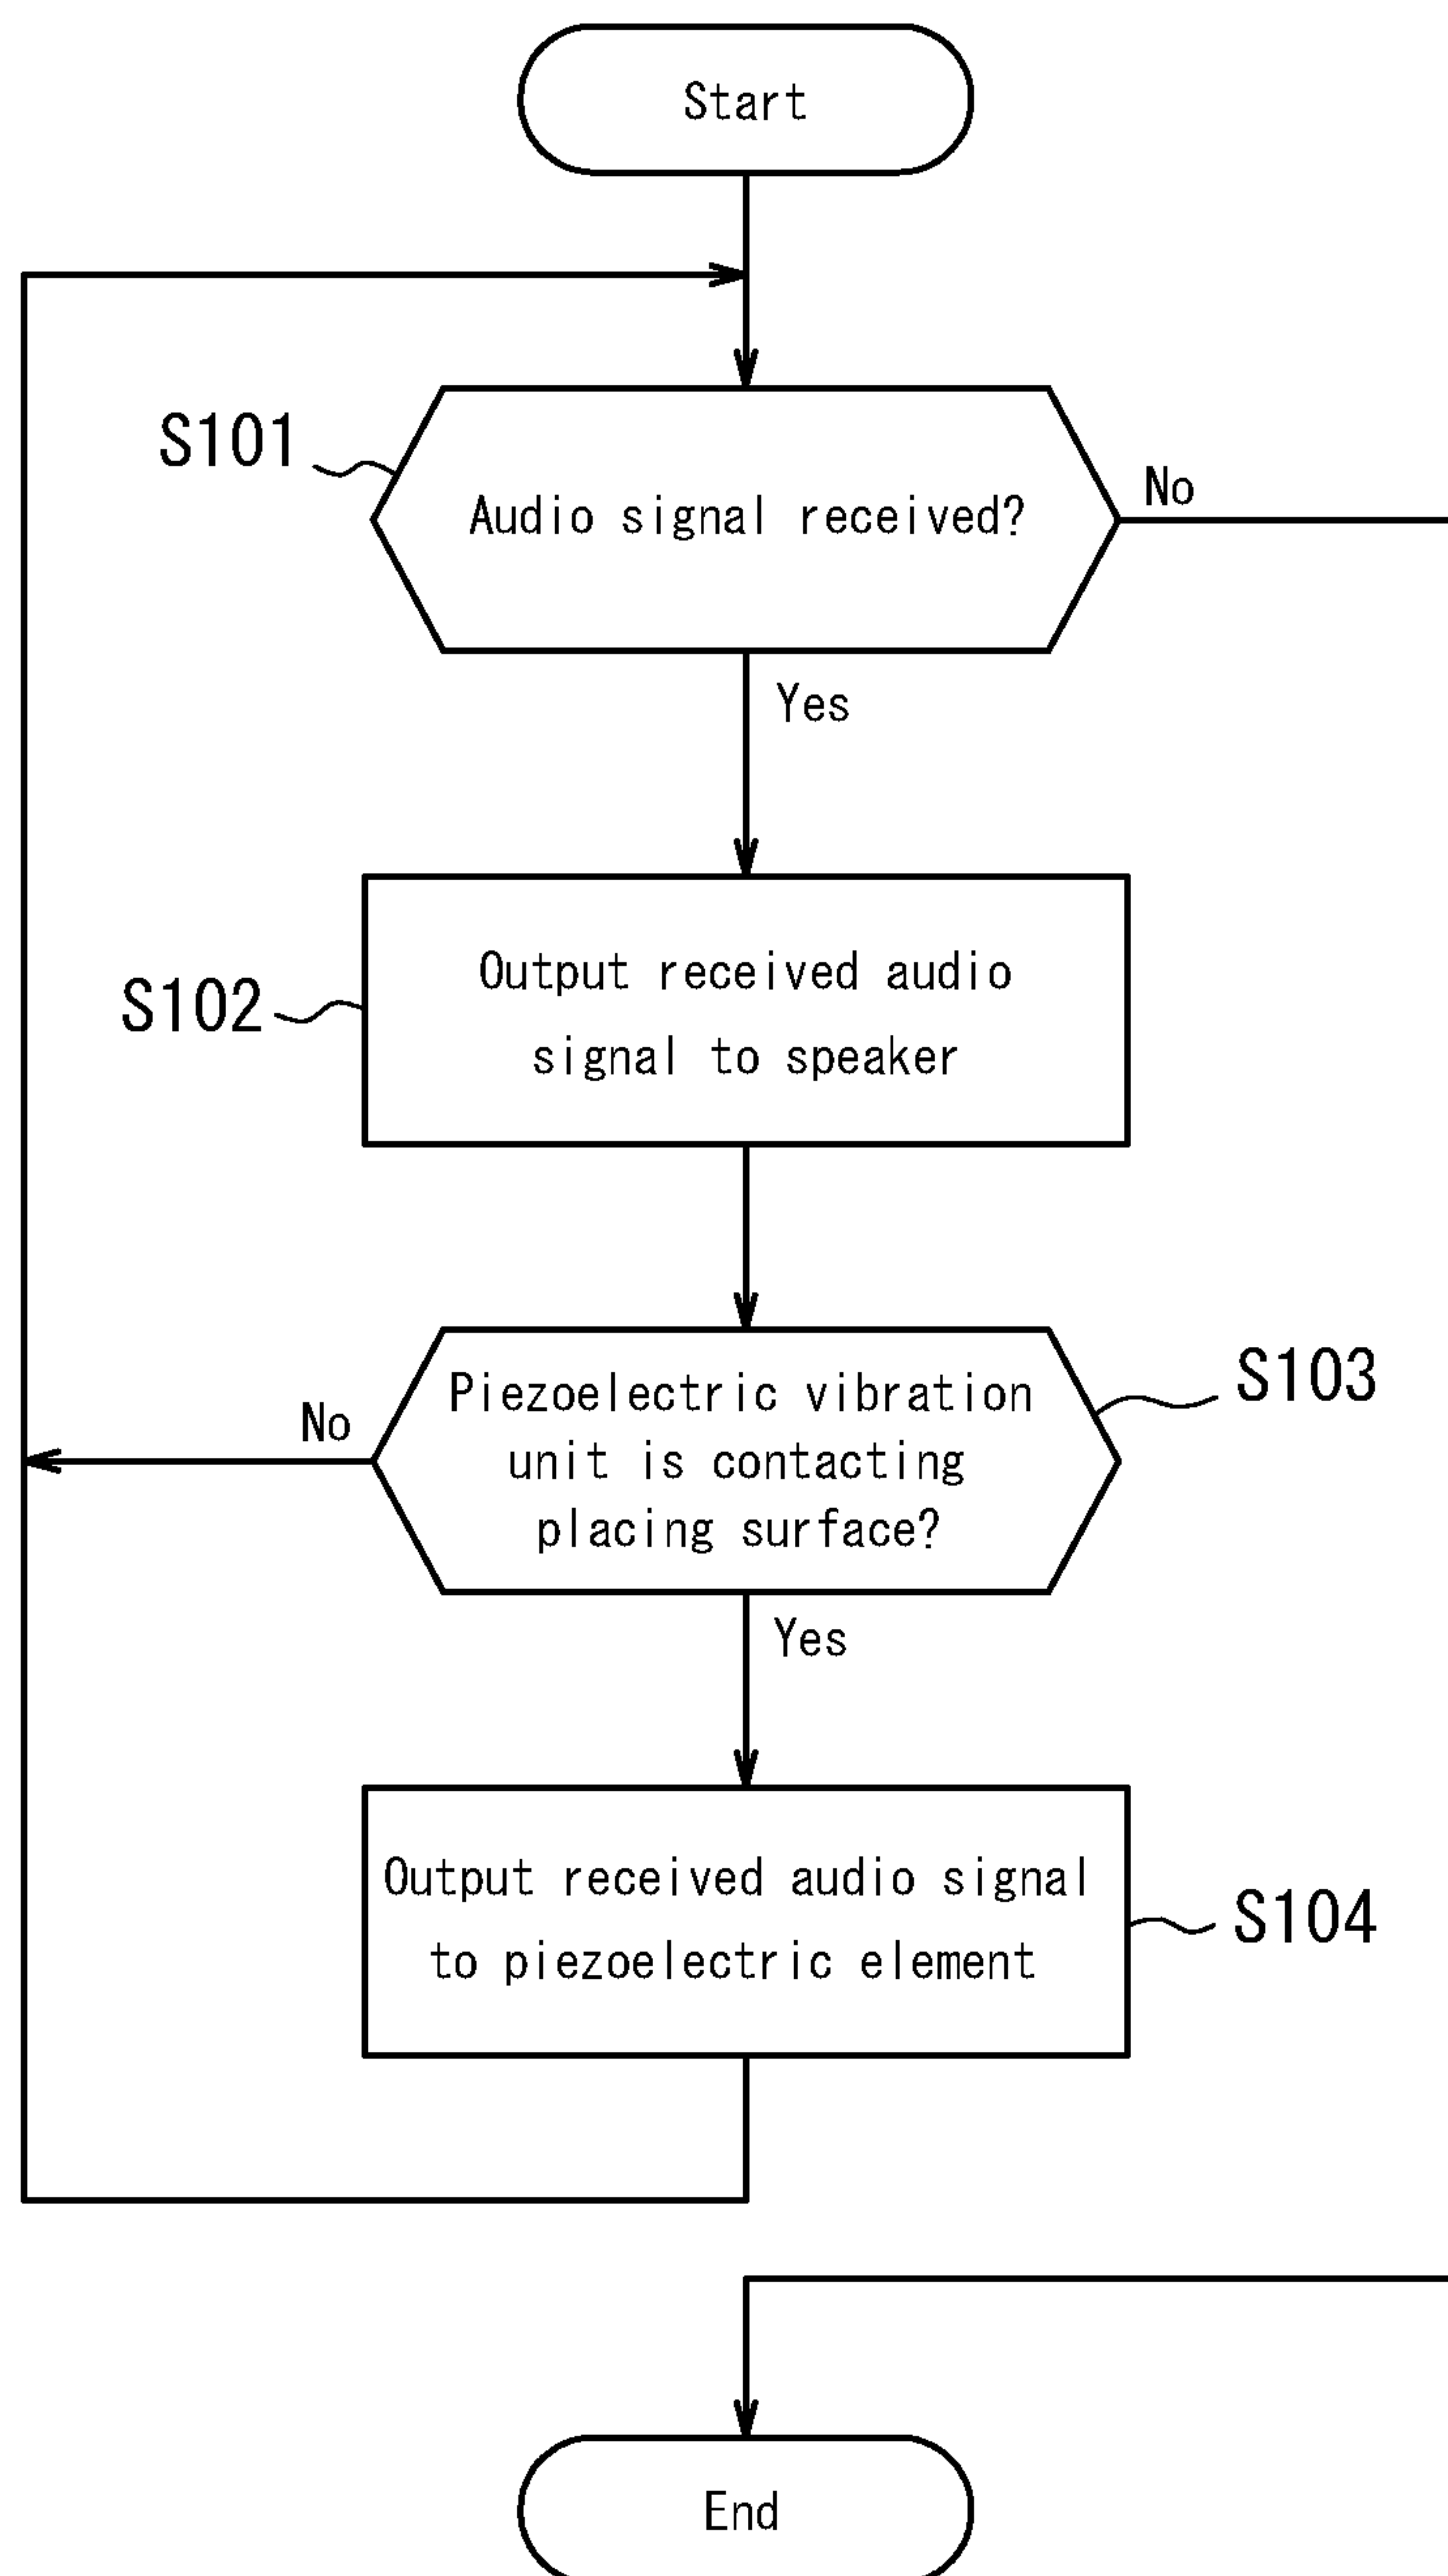 Start
S101
Audio signal received?
No
Yes
S102
Output received audio
signal to speaker
S103
Piezoelectric vibration
unit is contacting
placing surface?
No
Yes
S104
Output received audio signal
to piezoelectric element
End